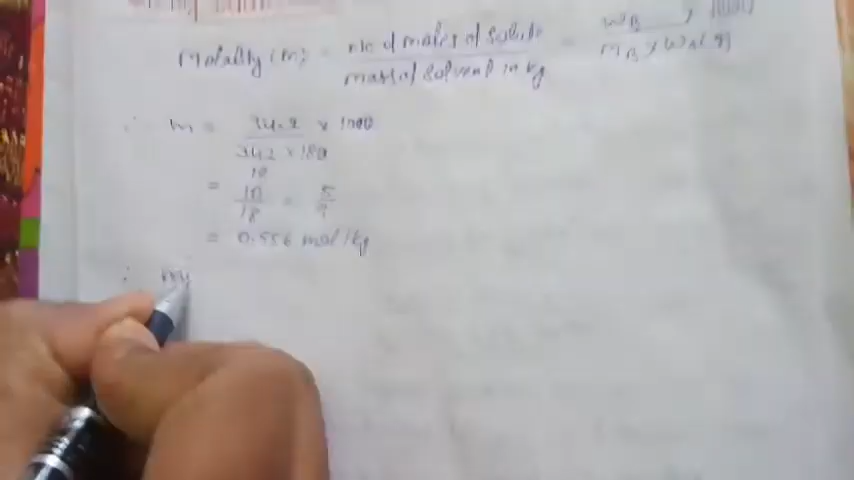 Molality (m) = No of moles of solute / mass of solvent in kg = WB × 1000 / MB × WA(g)
∴ m = 34.2 × 1000 / 342 × 180
= 10 / 18 = 5 / 9
= 0.556 mol/kg
∴